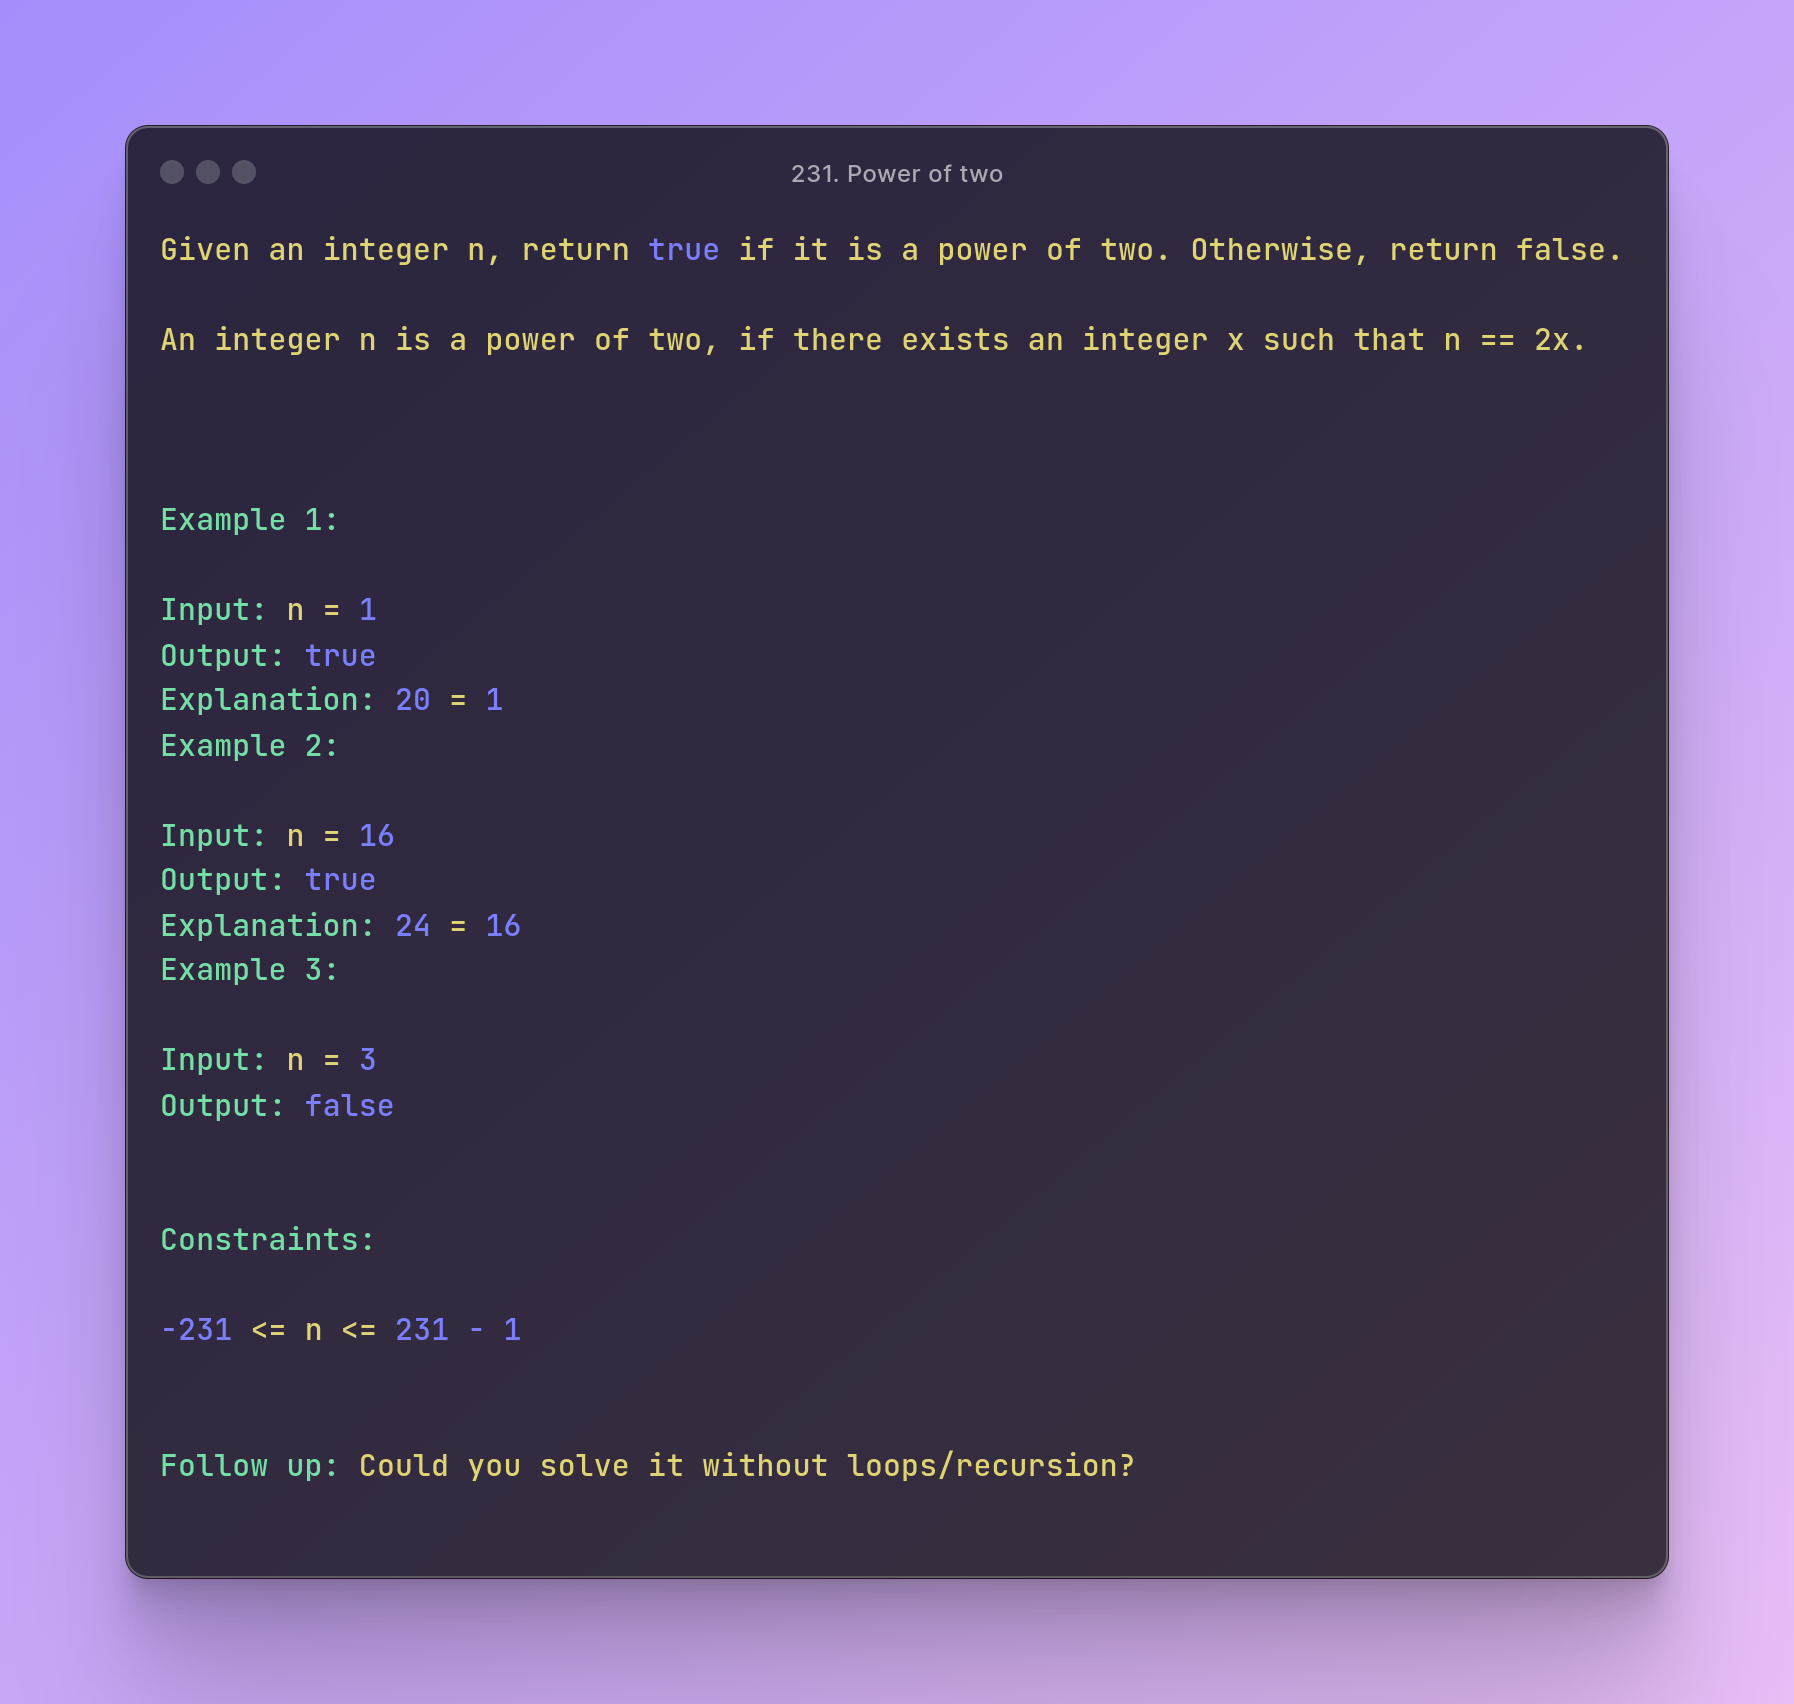 231. Power of two
Given an integer n, return true if it is a power of two. Otherwise, return false.
An integer n is a power of two, if there exists an integer x such that n == 2x.
Example 1:
Input: n = 1
Output: true
Explanation: 20 = 1
Example 2:
Input: n = 16
Output: true
Explanation: 24 = 16
Example 3:
Input: n = 3
Output: false
Constraints:
-231 <= n <= 231 - 1
Follow up: Could you solve it without loops/recursion?